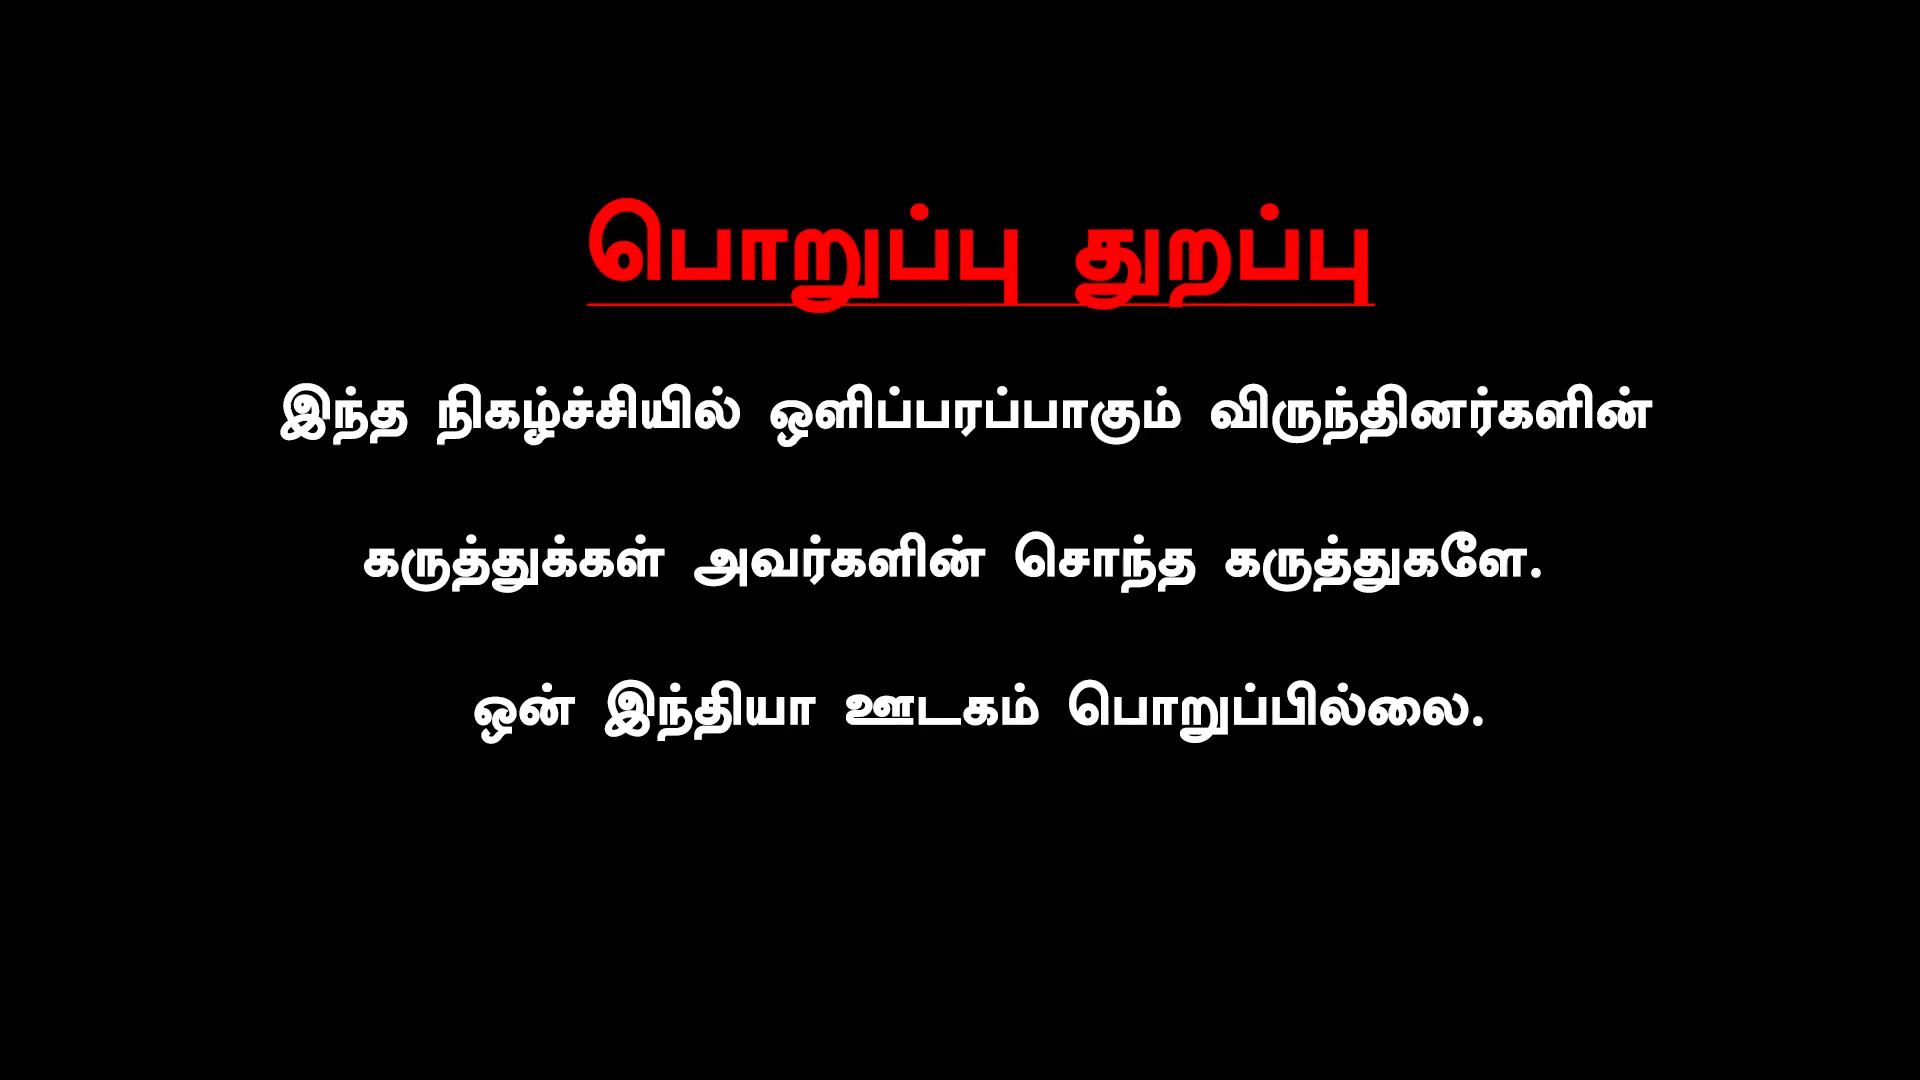 பொறுப்பு துறப்பு
இந்த நிகழ்ச்சியில் ஒளிப்பரப்பாகும் விருந்தினர்களின்
கருத்துக்கள் அவர்களின் சொந்த கருத்துகளே.
ஒன் இந்தியா ஊடகம் பொறுப்பில்லை.